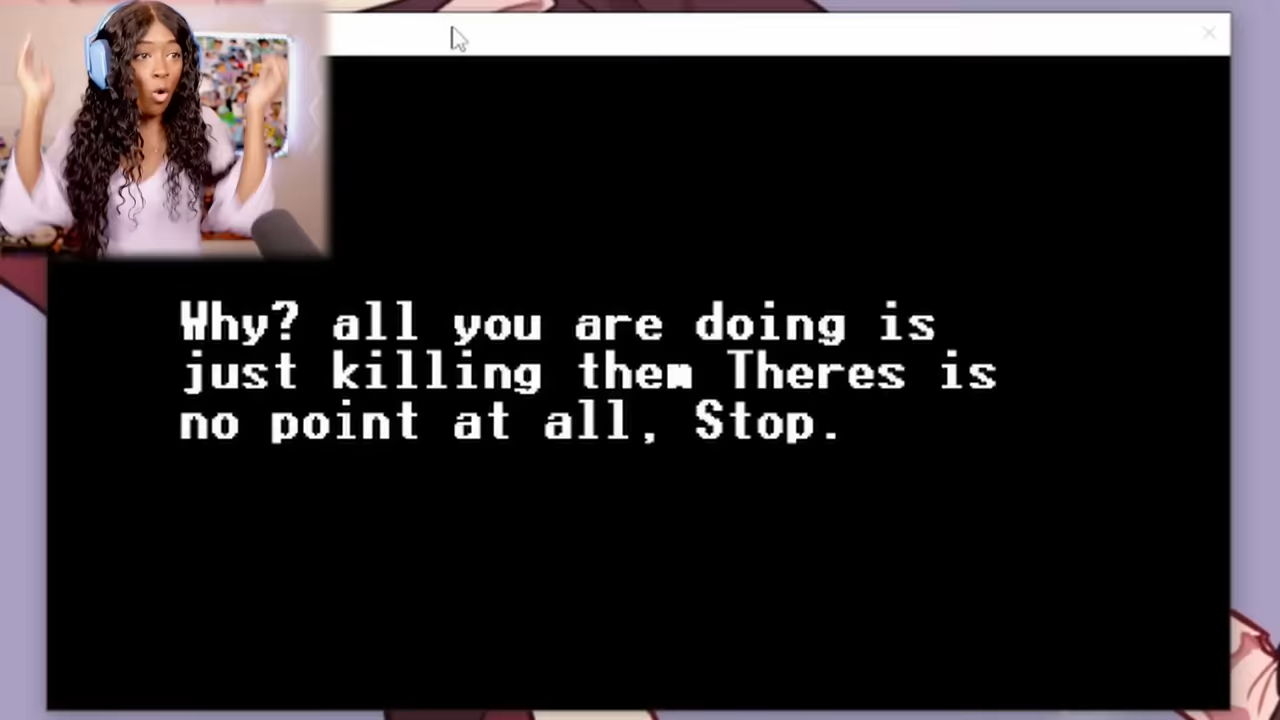 Why? all you are doing is
just killing them Theres is
no point at all, Stop.